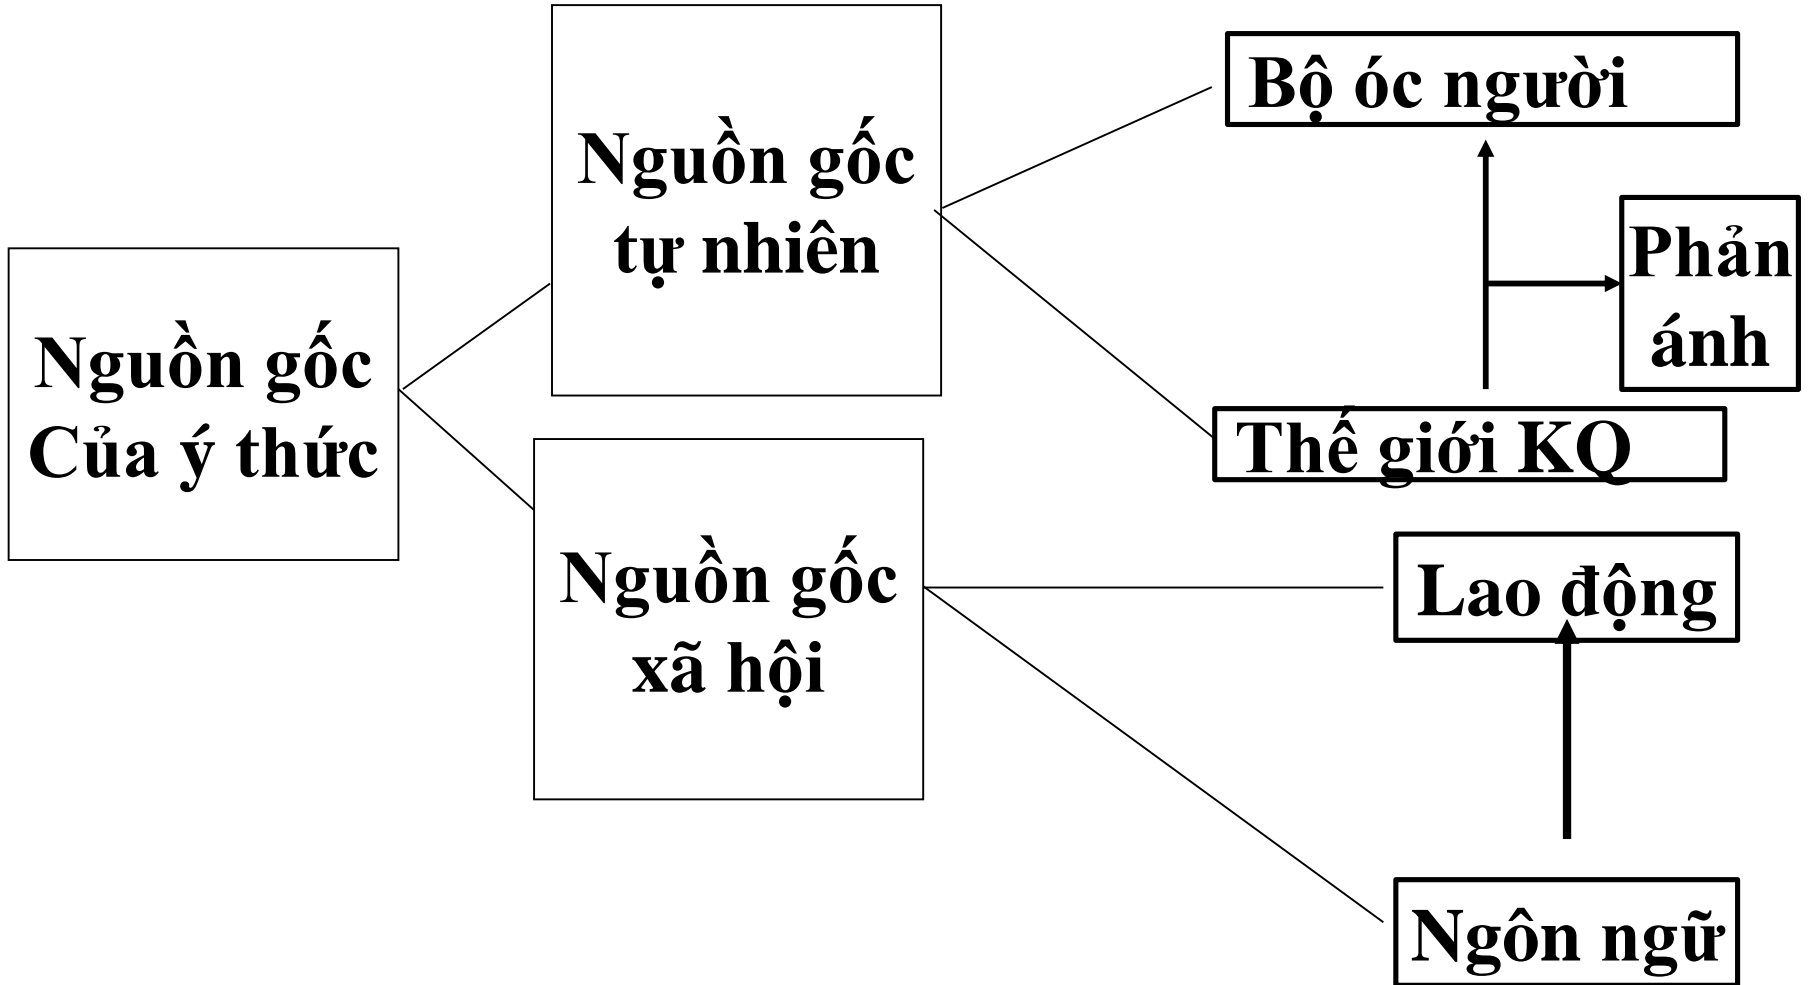 Nguồn gốc
Của ý thức
Nguồn gốc
tự nhiên
Nguồn gốc
xã hội
Bộ óc người
Phản
ánh
Thế giới KQ
Lao động
Ngôn ngữ